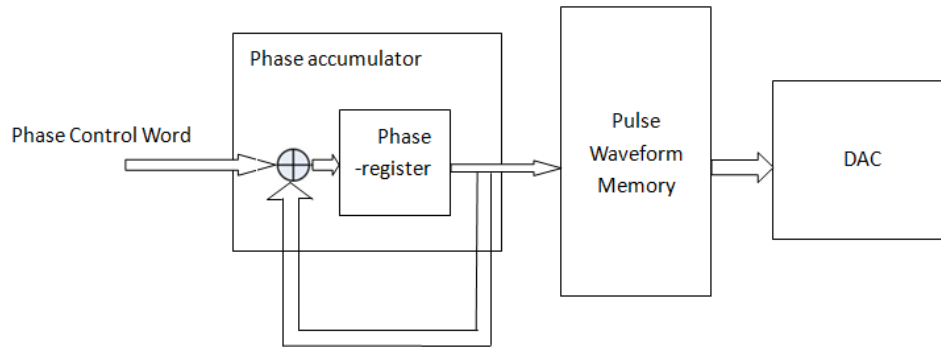 Phase accumulator
Phase Control Word
Phase
-register
Pulse
Waveform
Memory
DAC